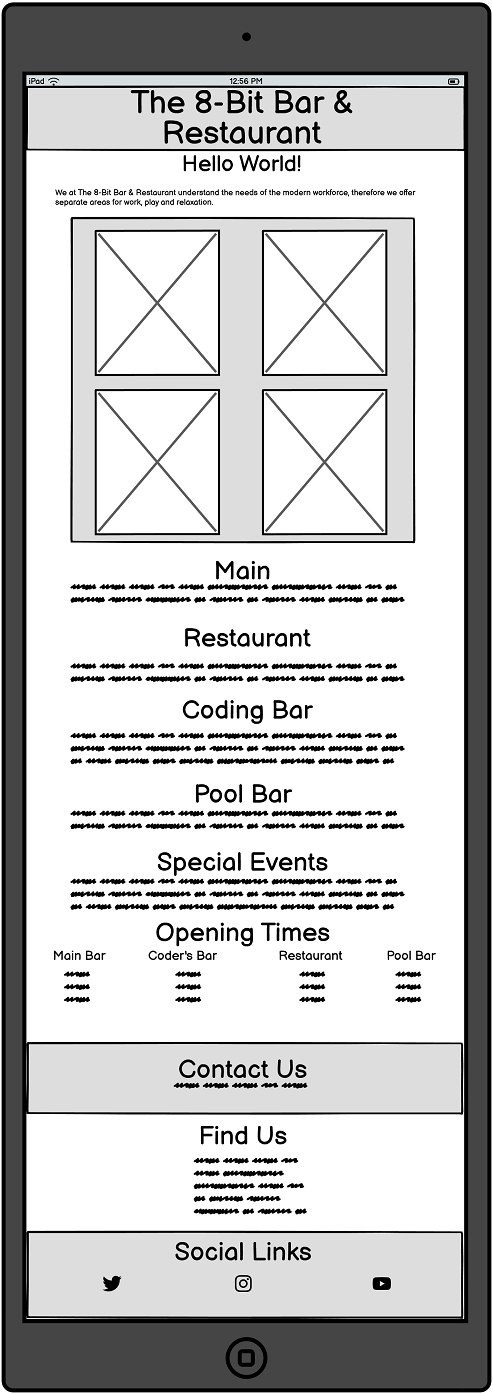 iPad 12:56 PM
The 8-Bit Bar &
Restaurant
Hello World!
We at The 8-Bit Bar & Restaurant understand the needs of the modern workforce, therefore we offer
separate areas for work, play and relaxation.
Main
Restaurant
Coding Bar
Pool Bar
Special Events
Opening Times
Main Bar Coder's Bar Restaurant Pool Bar
Contact Us
Find Us
Social Links